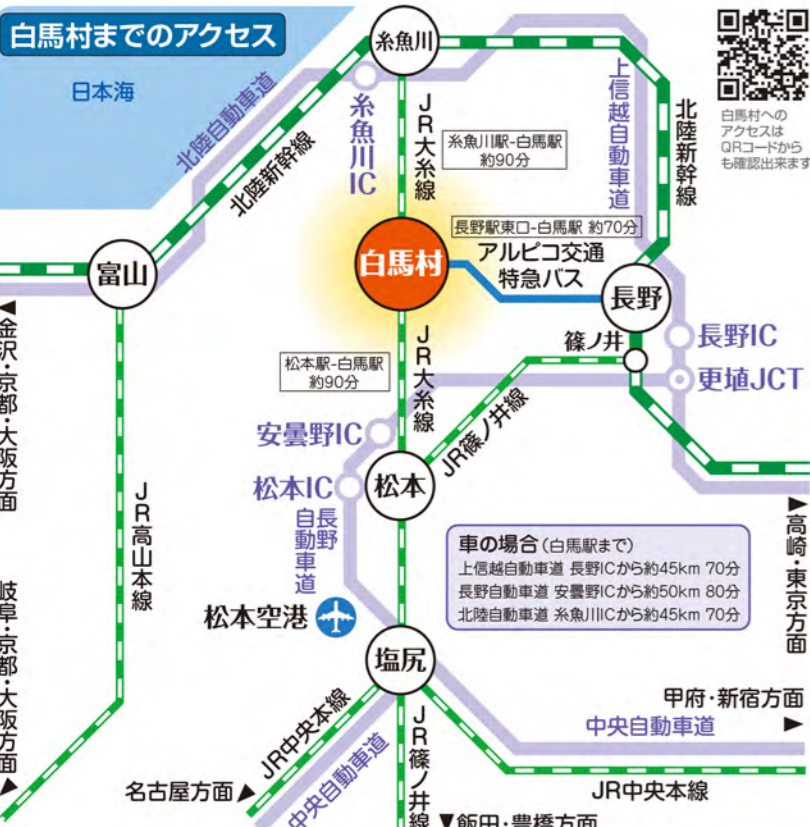 白馬村までのアクセス
日本海
糸魚川
北陸自動車道
北陸新幹線
糸魚川IC
JR大糸線
糸魚川駅-白馬駅
約90分
上信越自動車道
北陸新幹線
白馬村への
アクセスは
QRコードから
も確認出来ます
富山
白馬村
長野駅東口-白馬駅 約70分
アルピコ交通
特急バス
長野
篠ノ井
長野IC
更埴JCT
◀金沢・京都・大阪方面
松本駅-白馬駅
約90分
JR大糸線
JR篠ノ井線
安曇野IC
松本IC
松本
長野
自動車道
JR高山本線
車の場合(白馬駅まで)
上信越自動車道 長野ICから約45km 70分
長野自動車道 安曇野ICから約50km 80分
北陸自動車道 糸魚川ICから約45km 70分
▶高崎・東京方面
松本空港
塩尻
岐阜・京都・大阪方面▶
甲府・新宿方面
▶
中央自動車道
JR中央本線
名古屋方面▶
JR中央本線
中央自動車道
JR篠ノ井線
▼飯田・豊橋方面